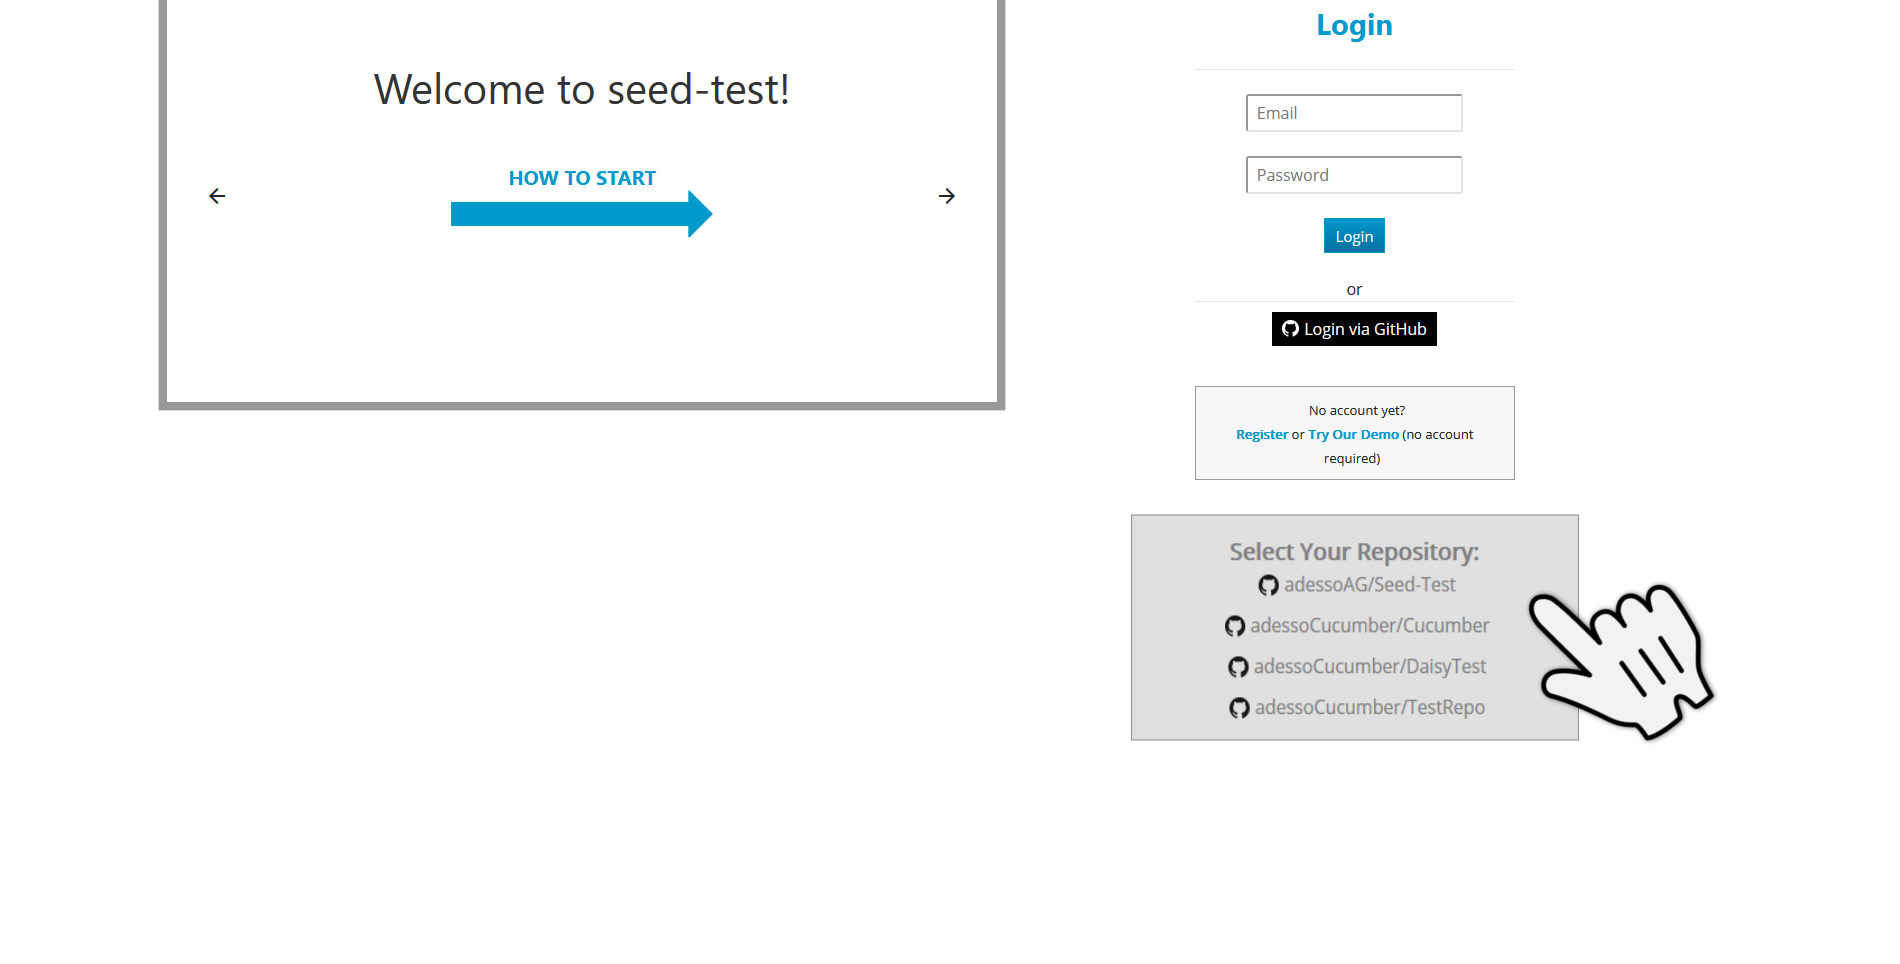 Welcome to seed-test!
HOW TO START
Login
Email
Password
Login
or
Login via GitHub
No account yet?
Register or Try Our Demo (no account
required)
Select Your Repository:
adessoAG/Seed-Test
adessoCucumber/Cucumber
adessoCucumber/DaisyTest
adessoCucumber/TestRepo